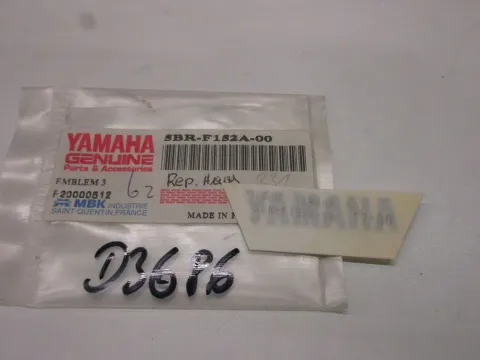 YAMAHA
GENUINE
Parts & Accessories
5BR-F152A-00
EMBLEM 3
F20000512
62
Rep.
MBK INDUSTRIE
SAINT QUENTIN, FRANCE
MADE IN
YAMAHA
D3686